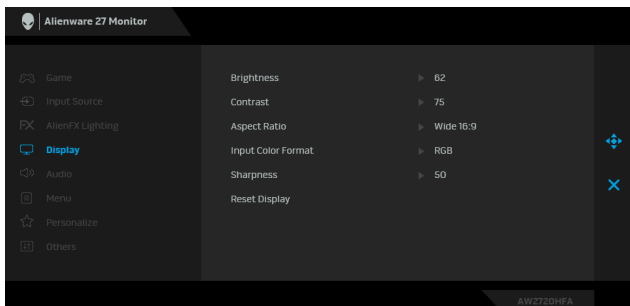 Alienware 27 Monitor
Game
Input Source
AlienFX Lighting
Display
Audio
Menu
Personalize
Others
Brightness 62
Contrast 75
Aspect Ratio Wide 16:9
Input Color Format RGB
Sharpness 50
Reset Display
AW2720HFA